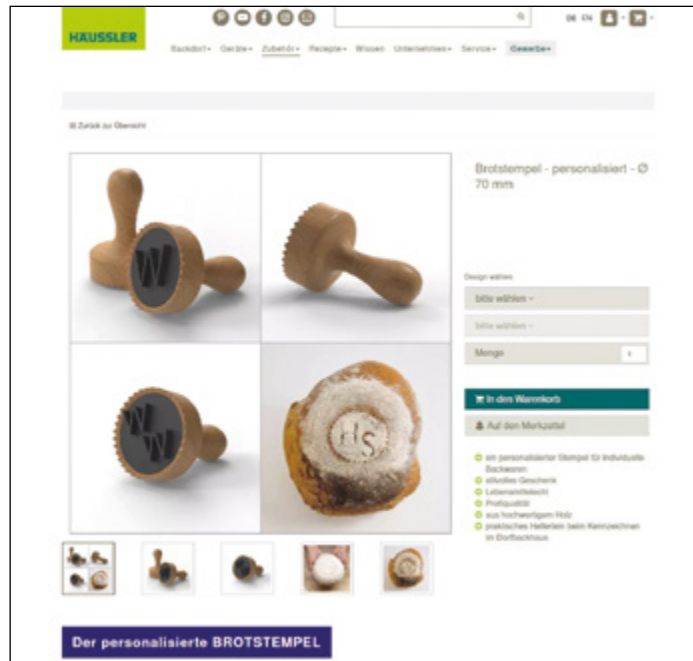 HÄUSSLER
DE EN
Backdorf Geräte Zubehör Rezepte Wissen Unternehmen Service Gewerbe
Zurück zur Übersicht
Brotstempel - personalisiert - Ø
70 mm
Design wählen
bitte wählen
bitte wählen
Menge 1
In den Warenkorb
Auf den Merkzettel
ein personalisierter Stempel für individuelle
Backwaren
stilvolles Geschenk
Lebensmittelecht
Profiqualität
aus hochwertigem Holz
praktisches Helferlein beim Kennzeichnen
im Dorfbackhaus
W
W
W
HS
Der personalisierte BROTSTEMPEL